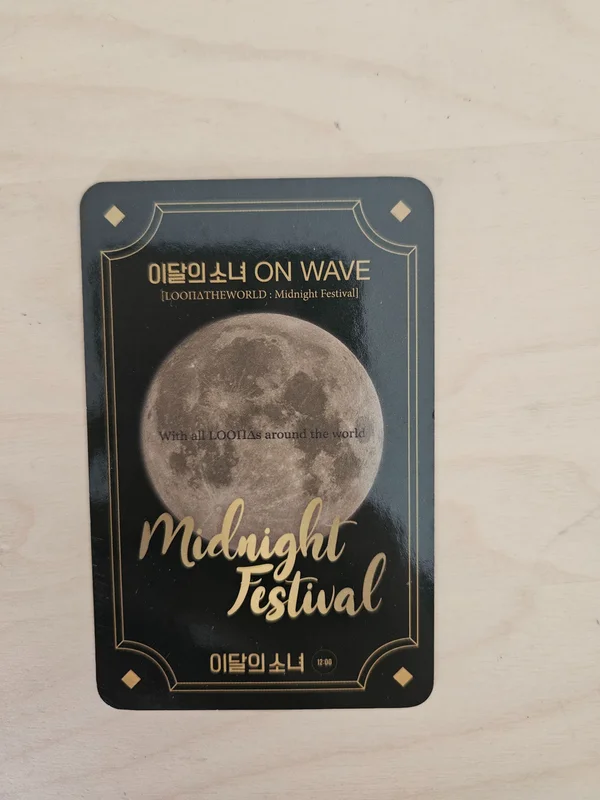 이달의 소녀 ON WAVE
[LOOΠΔTHEWORLD : Midnight Festival]
With all LOOΠΔs around the world
Midnight
Festival
이달의 소녀 12:00